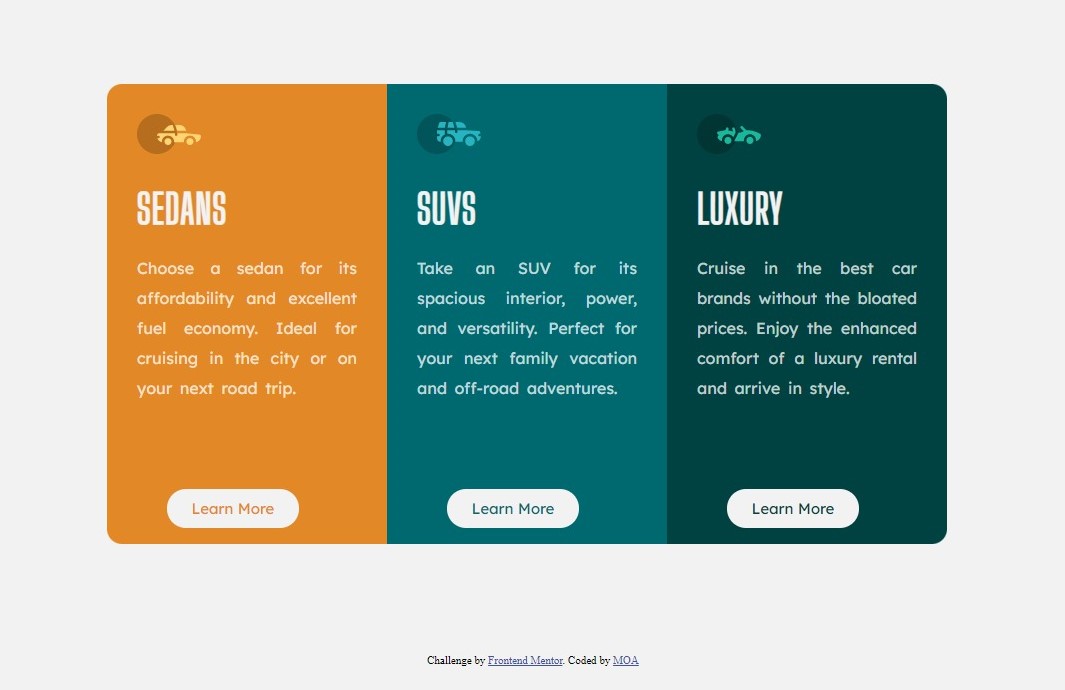 SEDANS
Choose a sedan for its
affordability and excellent
fuel economy. Ideal for
cruising in the city or on
your next road trip.
Learn More
SUVS
Take an SUV for its
spacious interior, power,
and versatility. Perfect for
your next family vacation
and off-road adventures.
Learn More
LUXURY
Cruise in the best car
brands without the bloated
prices. Enjoy the enhanced
comfort of a luxury rental
and arrive in style.
Learn More
Challenge by Frontend Mentor. Coded by MOA